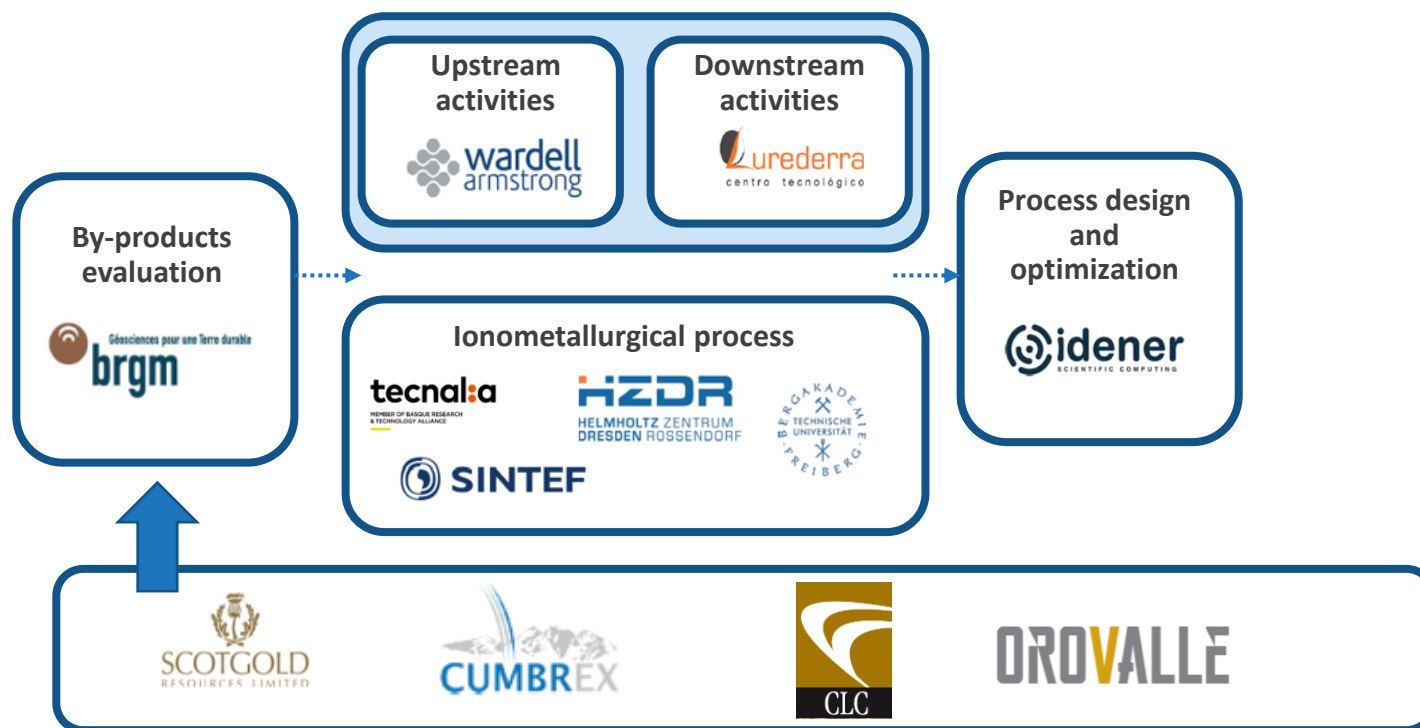 Upstream
activities
wardell
armstrong
Downstream
activities
Lurederra
centro tecnológico
By-products
evaluation
Géosciences pour une Terre durable
brgm
Process design
and
optimization
idener
SCIENTIFIC COMPUTING
Ionometallurgical process
tecnal:a
MEMBER OF BASQUE RESEARCH
& TECHNOLOGY ALLIANCE
HZDR
HELMHOLTZ ZENTRUM
DRESDEN ROSSENDORF
BERGAKADEMIE
TECHNISCHE
UNIVERSITÄT
FREIBERG
SINTEF
SCOTGOLD
RESOURCES LIMITED
CUMBREX
CLC
OROVALLE